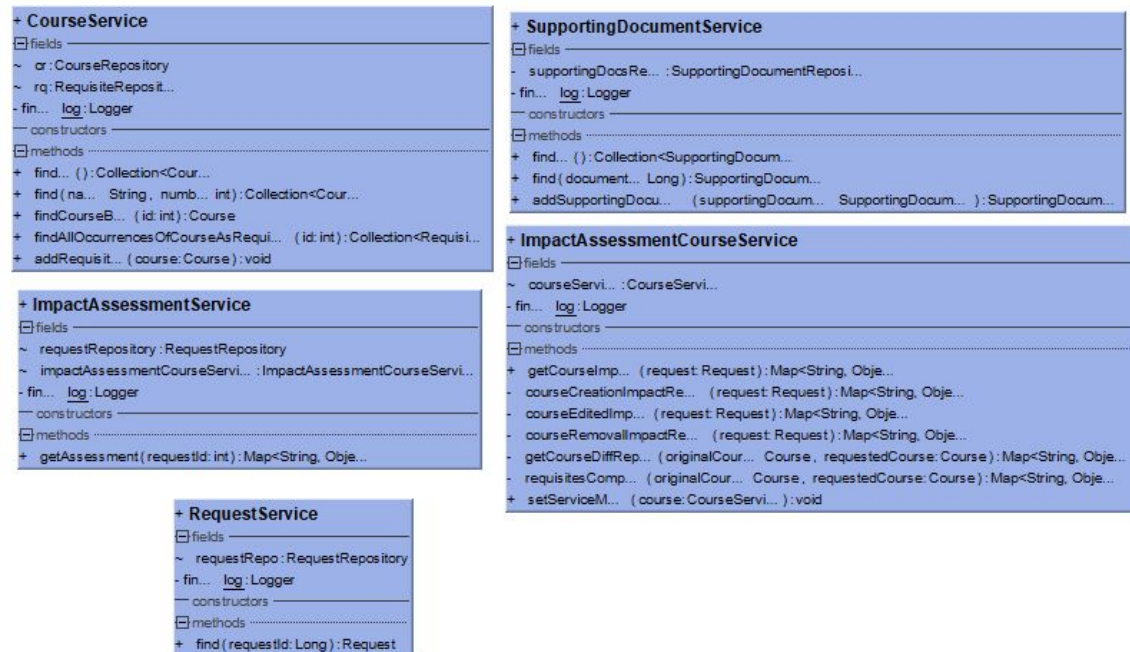 + CourseService
fields
~ cr:CourseRepository
~ rq:RequisiteReposit...
- fin... log:Logger
constructors
methods
+ find... ():Collection<Cour...
+ find(na... String, numb... int):Collection<Cour...
+ findCourseB... (id:int):Course
+ findAllOccurrencesOfCourseAsRequi... (id:int):Collection<Requisi...
+ addRequisit... (course:Course):void
+ SupportingDocumentService
fields
- supportingDocsRe... :SupportingDocumentReposi...
- fin... log:Logger
constructors
methods
+ find... ():Collection<SupportingDocum...
+ find(document... Long):SupportingDocum...
+ addSupportingDocu... (supportingDocum... SupportingDocum... ):SupportingDocum...
+ ImpactAssessmentService
fields
~ requestRepository:RequestRepository
~ impactAssessmentCourseServi... :ImpactAssessmentCourseServi...
- fin... log:Logger
constructors
methods
+ getAssessment(requestId:int):Map<String, Obje...
+ ImpactAssessmentCourseService
fields
~ courseServi... :CourseServi...
- fin... log:Logger
constructors
methods
+ getCourseImp... (request:Request):Map<String, Obje...
- courseCreationImpactRe... (request:Request):Map<String, Obje...
- courseEditedImp... (request:Request):Map<String, Obje...
- courseRemovalImpactRe... (request:Request):Map<String, Obje...
- getCourseDiffRep... (originalCour... Course, requestedCourse:Course):Map<String, Obje...
- requisitesComp... (originalCour... Course, requestedCourse:Course):Map<String, Obje...
+ setServiceM... (course:CourseServi... ):void
+ RequestService
fields
~ requestRepo:RequestRepository
- fin... log:Logger
constructors
methods
+ find(requestId:Long):Request